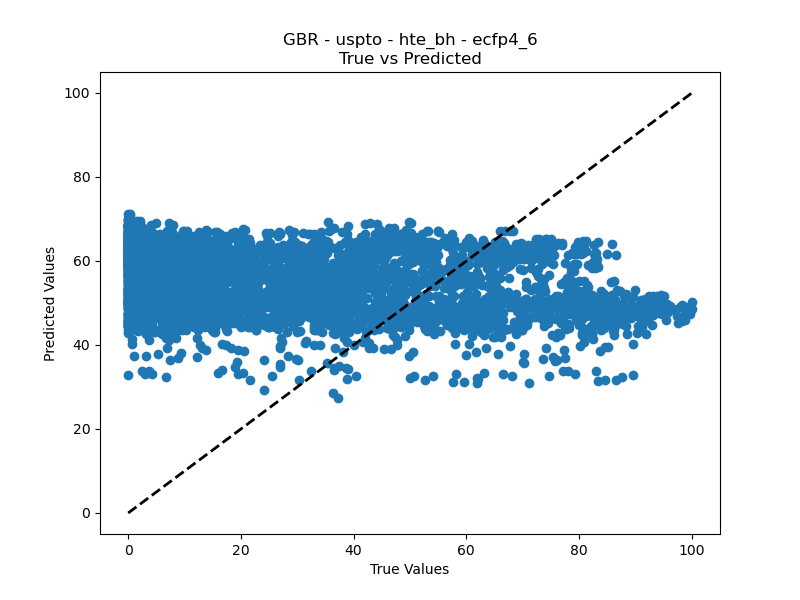 GBR - uspto - hte_bh - ecfp4_6
True vs Predicted
100
80
60
40
20
0
Predicted Values
0 20 40 60 80 100
True Values